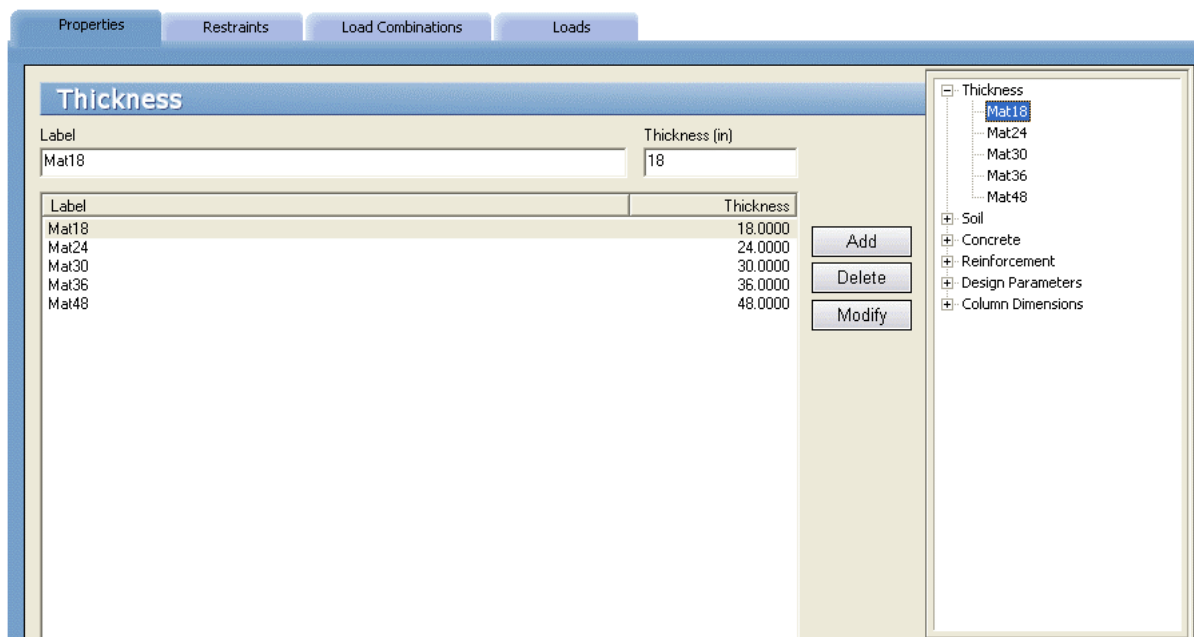 Properties Restraints Load Combinations Loads
Thickness
Label Thickness (in)
Mat18 18
Label Thickness
Mat18 18.0000
Mat24 24.0000
Mat30 30.0000
Mat36 36.0000
Mat48 48.0000
Add
Delete
Modify
Thickness
Mat18
Mat24
Mat30
Mat36
Mat48
Soil
Concrete
Reinforcement
Design Parameters
Column Dimensions